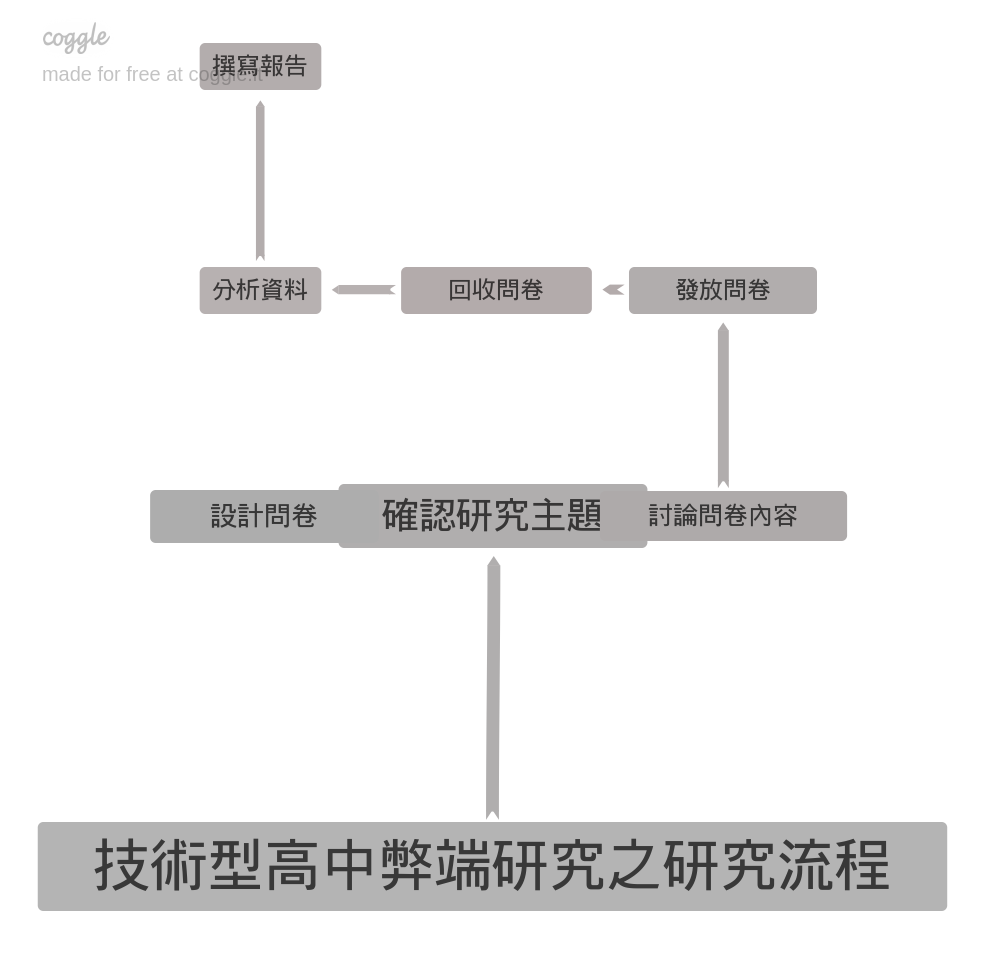 coggle
made for free at coggle.it
撰寫報告
分析資料
回收問卷
發放問卷
設計問卷
確認研究主題
討論問卷內容
技術型高中弊端研究之研究流程